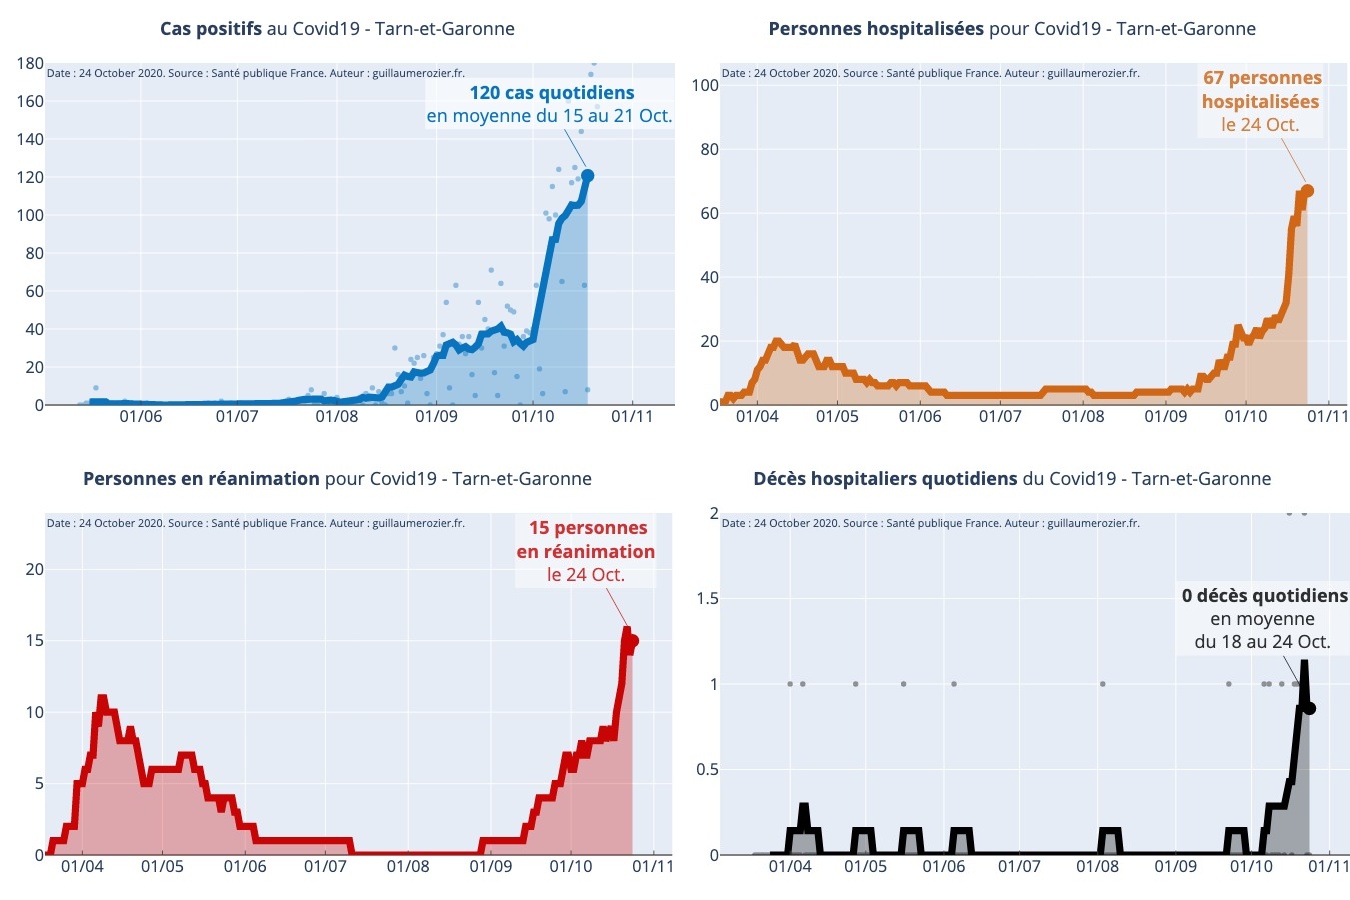 Cas positifs au Covid19 - Tarn-et-Garonne
Date : 24 October 2020. Source : Santé publique France. Auteur : guillaumerozier.fr.
120 cas quotidiens
en moyenne du 15 au 21 Oct.
180
160
140
120
100
80
60
40
20
0
01/06 01/07 01/08 01/09 01/10 01/11
Personnes hospitalisées pour Covid19 - Tarn-et-Garonne
Date : 24 October 2020. Source : Santé publique France. Auteur : guillaumerozier.fr.
67 personnes
hospitalisées
le 24 Oct.
100
80
60
40
20
0
01/04 01/05 01/06 01/07 01/08 01/09 01/10 01/11
Personnes en réanimation pour Covid19 - Tarn-et-Garonne
Date : 24 October 2020. Source : Santé publique France. Auteur : guillaumerozier.fr.
15 personnes
en réanimation
le 24 Oct.
20
15
10
5
0
01/04 01/05 01/06 01/07 01/08 01/09 01/10 01/11
Décès hospitaliers quotidiens du Covid19 - Tarn-et-Garonne
Date : 24 October 2020. Source : Santé publique France. Auteur : guillaumerozier.fr.
0 décès quotidiens
en moyenne
du 18 au 24 Oct.
2
1.5
1
0.5
0
01/04 01/05 01/06 01/07 01/08 01/09 01/10 01/11